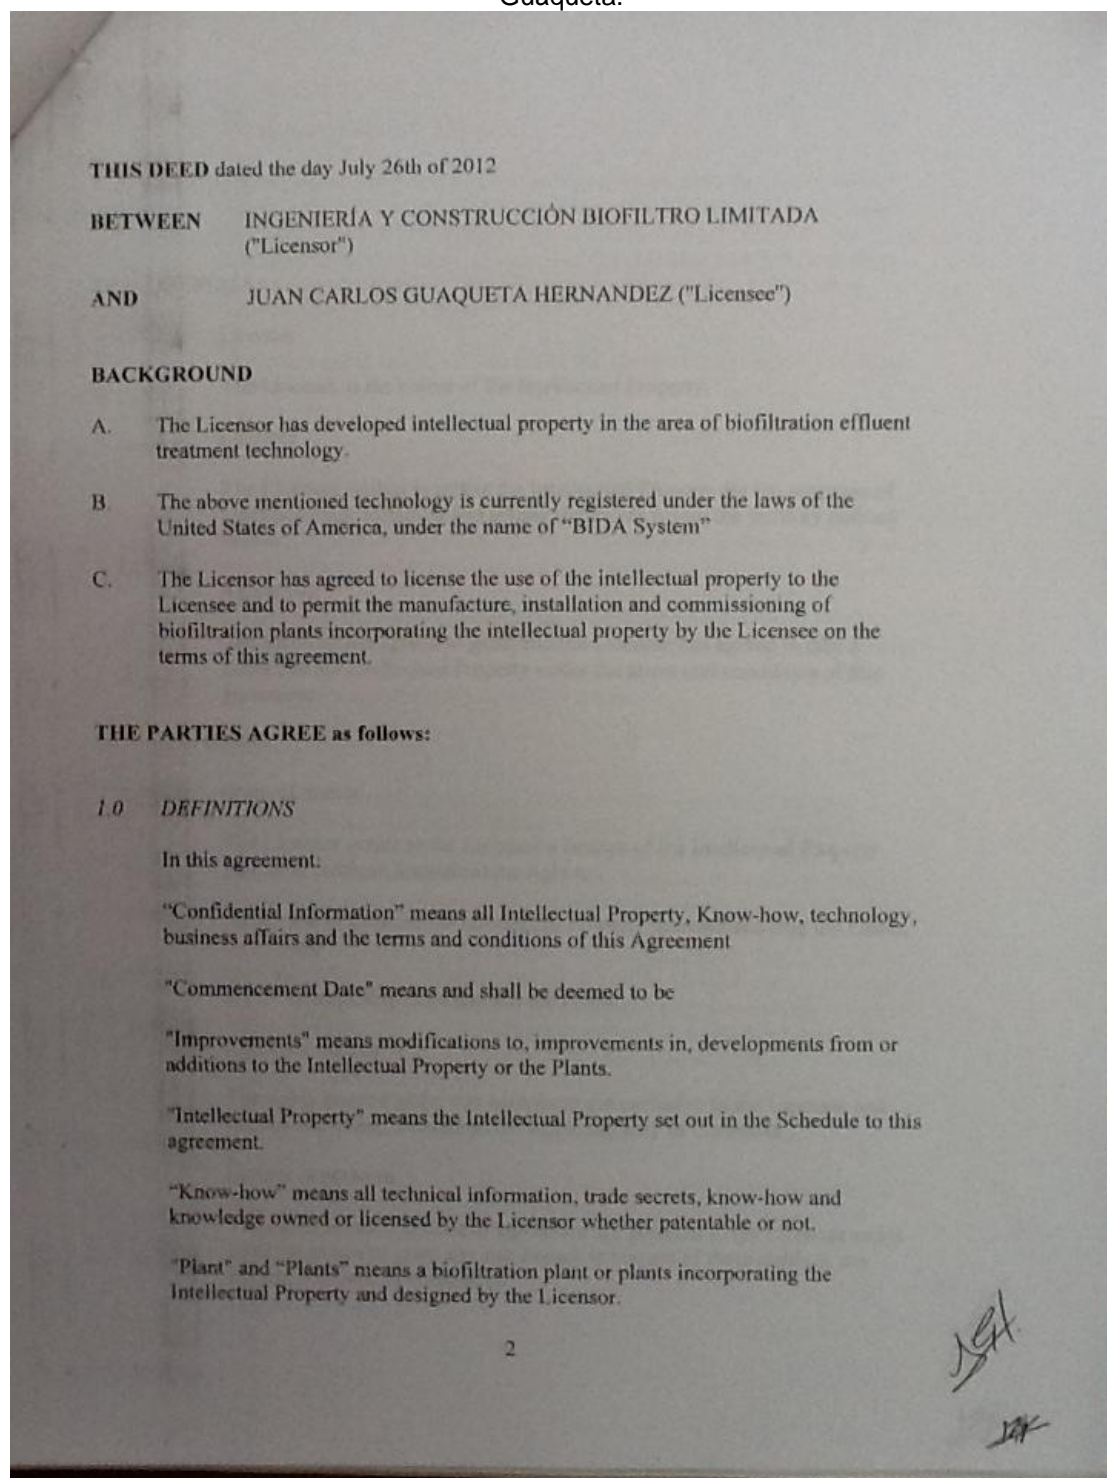 Guaqueta.
THIS DEED dated the day July 26th of 2012
BETWEEN INGENIERÍA Y CONSTRUCCIÓN BIOFILTRO LIMITADA
("Licensor")
AND JUAN CARLOS GUAQUETA HERNANDEZ ("Licensee")
BACKGROUND
A. The Licensor has developed intellectual property in the area of biofiltration effluent
treatment technology.
B. The above mentioned technology is currently registered under the laws of the
United States of America, under the name of “BIDA System”
C. The Licensor has agreed to license the use of the intellectual property to the
Licensee and to permit the manufacture, installation and commissioning of
biofiltration plants incorporating the intellectual property by the Licensee on the
terms of this agreement.
THE PARTIES AGREE as follows:
1.0 DEFINITIONS
In this agreement:
“Confidential Information” means all Intellectual Property, Know-how, technology,
business affairs and the terms and conditions of this Agreement
"Commencement Date" means and shall be deemed to be
"Improvements" means modifications to, improvements in, developments from or
additions to the Intellectual Property or the Plants.
"Intellectual Property" means the Intellectual Property set out in the Schedule to this
agreement.
“Know-how” means all technical information, trade secrets, know-how and
knowledge owned or licensed by the Licensor whether patentable or not.
"Plant" and “Plants” means a biofiltration plant or plants incorporating the
Intellectual Property and designed by the Licensor.
2